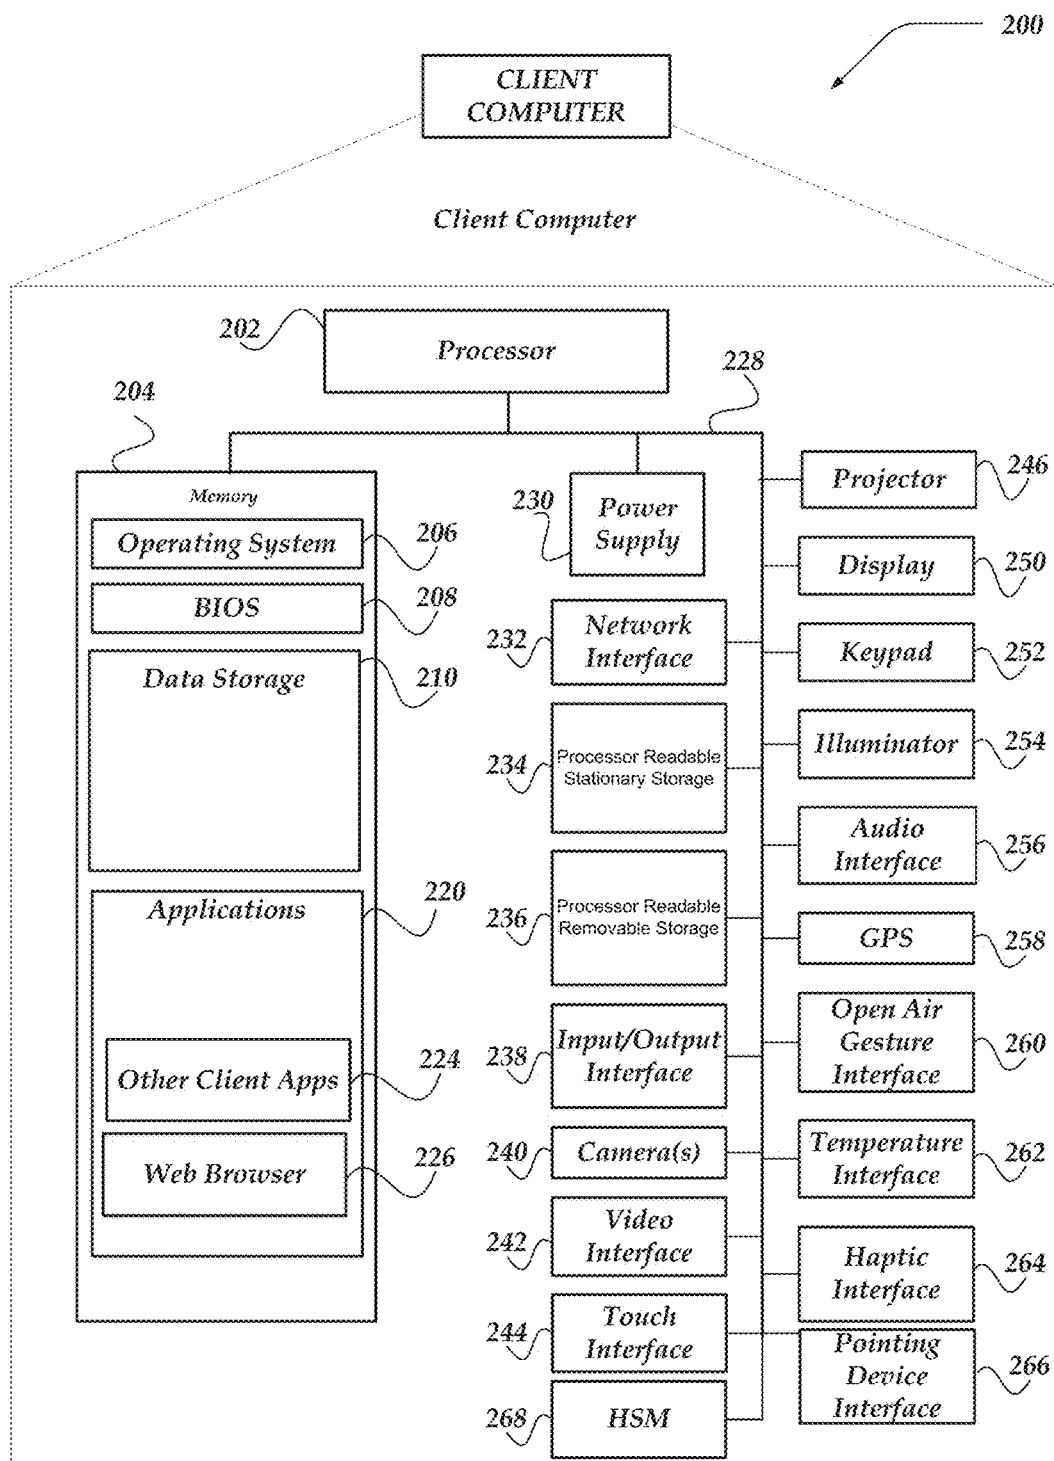 200
CLIENT
COMPUTER
Client Computer
202
Processor
228
204
Memory
Operating System
206
BIOS
208
Data Storage
210
Applications
220
Other Client Apps
224
Web Browser
226
230
Power
Supply
232
Network
Interface
234
Processor Readable
Stationary Storage
236
Processor Readable
Removable Storage
238
Input/Output
Interface
240
Camera(s)
242
Video
Interface
244
Touch
Interface
268
HSM
Projector
246
Display
250
Keypad
252
Illuminator
254
Audio
Interface
256
GPS
258
Open Air
Gesture
Interface
260
Temperature
Interface
262
Haptic
Interface
264
Pointing
Device
Interface
266